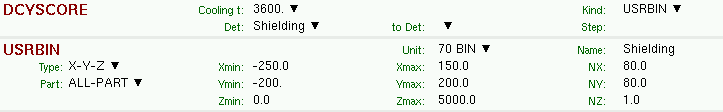 DCYSCORE Cooling t: 3600. ▼ Kind: USRBIN ▼
Det: Shielding ▼ to Det: ▼ Step:
USRBIN Unit: 70 BIN ▼ Name: Shielding
Type: X-Y-Z ▼ Xmin: -250.0 Xmax: 150.0 NX: 80.0
Part: ALL-PART ▼ Ymin: -200. Ymax: 200.0 NY: 80.0
Zmin: 0.0 Zmax: 5000.0 NZ: 1.0